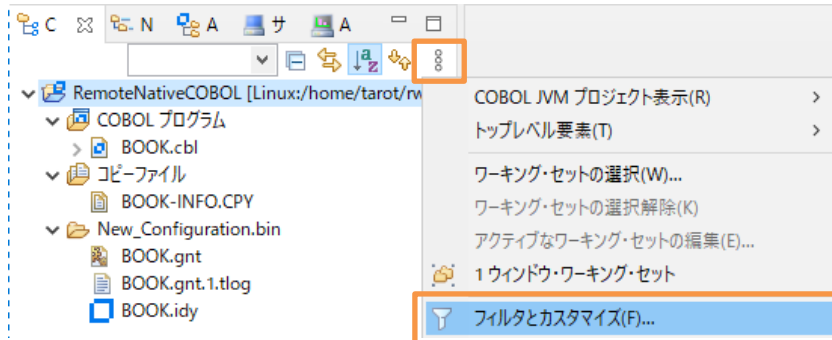 C N A サ A
RemoteNativeCOBOL [Linux:/home/tarot/rw
COBOL プログラム
BOOK.cbl
コピーファイル
BOOK-INFO.CPY
New_Configuration.bin
BOOK.gnt
BOOK.gnt.1.tlog
BOOK.idy
COBOL JVM プロジェクト表示(R)
トップレベル要素(T)
ワーキング・セットの選択(W)...
ワーキング・セットの選択解除(K)
アクティブなワーキング・セットの編集(E)...
1 ウィンドウ・ワーキング・セット
フィルタとカスタマイズ(F)...